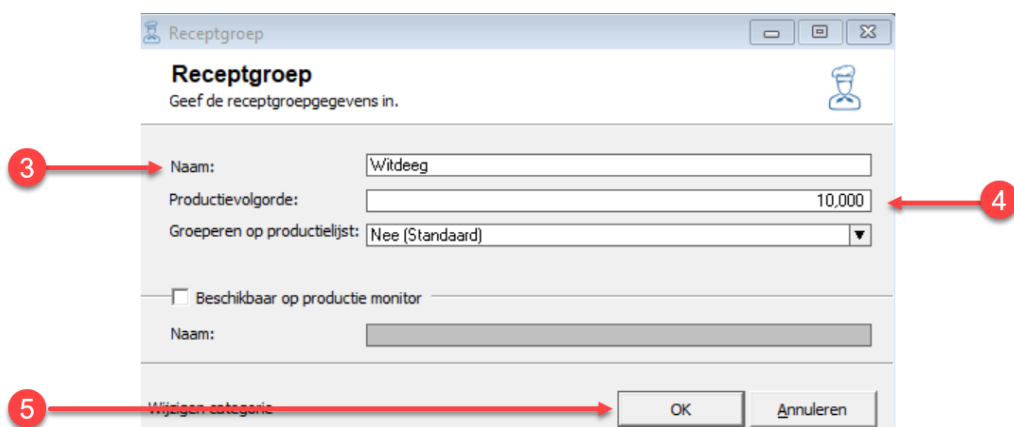 Receptgroep
Receptgroep
Geef de receptgroepgegevens in.
3
Naam:
Witdeeg
Productievolgorde:
10,000
4
Groeperen op productielijst:
Nee (Standaard)
Beschikbaar op productie monitor
Naam:
5
Wijzigen categorie
OK
Annuleren